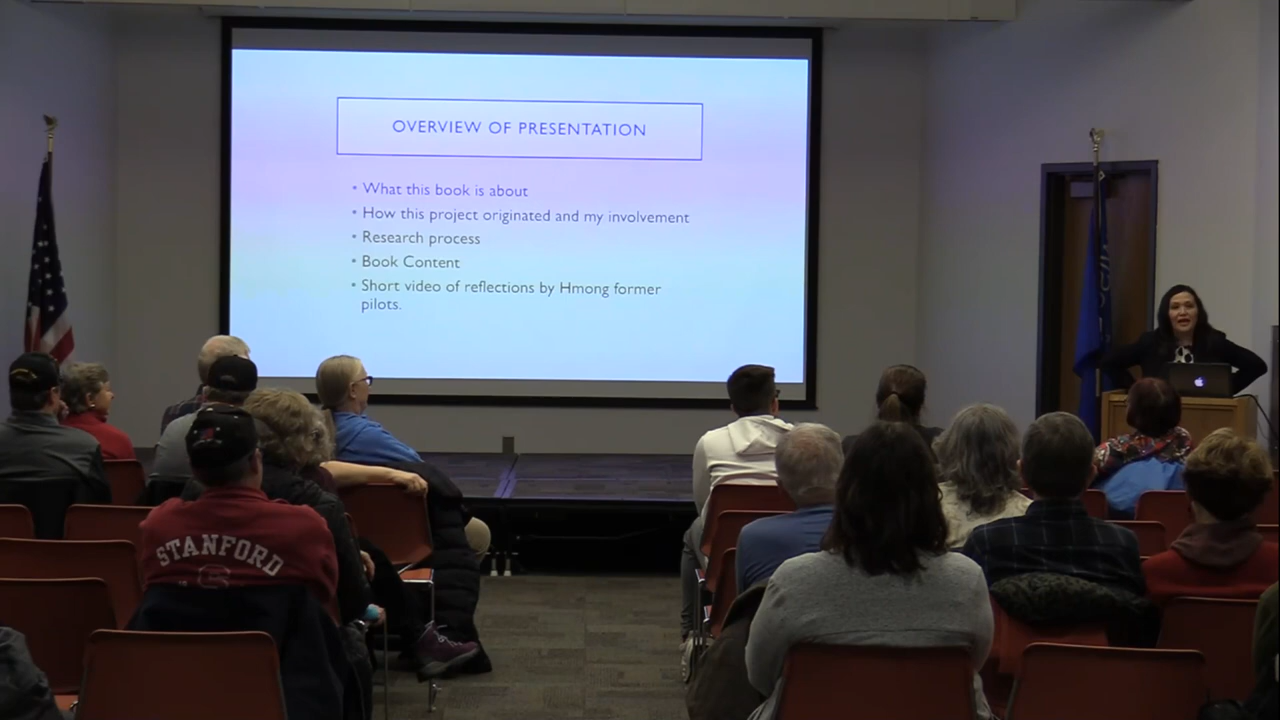 OVERVIEW OF PRESENTATION
• What this book is about
• How this project originated and my involvement
• Research process
• Book Content
• Short video of reflections by Hmong former
pilots.
STANFORD